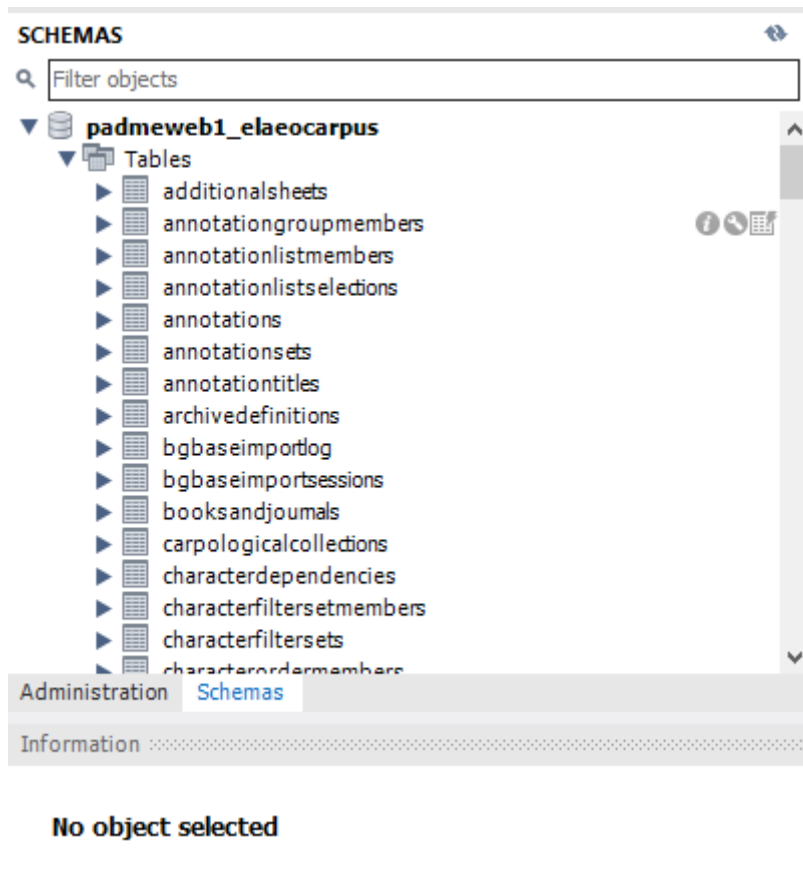 SCHEMAS
Filter objects
padmeweb1_elaeocarpus
Tables
additionalsheets
annotationgroupmembers
annotationlistmembers
annotationlistselections
annotations
annotationsets
annotationtitles
archivedefinitions
bgbaseimportlog
bgbaseimportsessions
booksandjournals
carpologicalcollections
characterdependencies
characterfiltersetmembers
characterfiltersets
characterordermembers
Administration Schemas
Information
No object selected